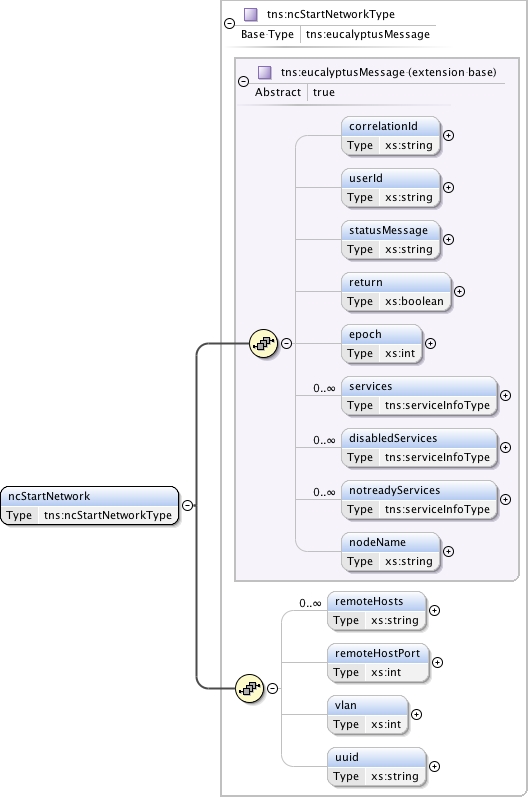 tns:ncStartNetworkType
Base Type tns:eucalyptusMessage
tns:eucalyptusMessage (extension base)
Abstract true
correlationId
Type xs:string
userId
Type xs:string
statusMessage
Type xs:string
return
Type xs:boolean
epoch
Type xs:int
0..∞ services
Type tns:serviceInfoType
0..∞ disabledServices
Type tns:serviceInfoType
0..∞ notreadyServices
Type tns:serviceInfoType
nodeName
Type xs:string
ncStartNetwork
Type tns:ncStartNetworkType
0..∞ remoteHosts
Type xs:string
remoteHostPort
Type xs:int
vlan
Type xs:int
uuid
Type xs:string